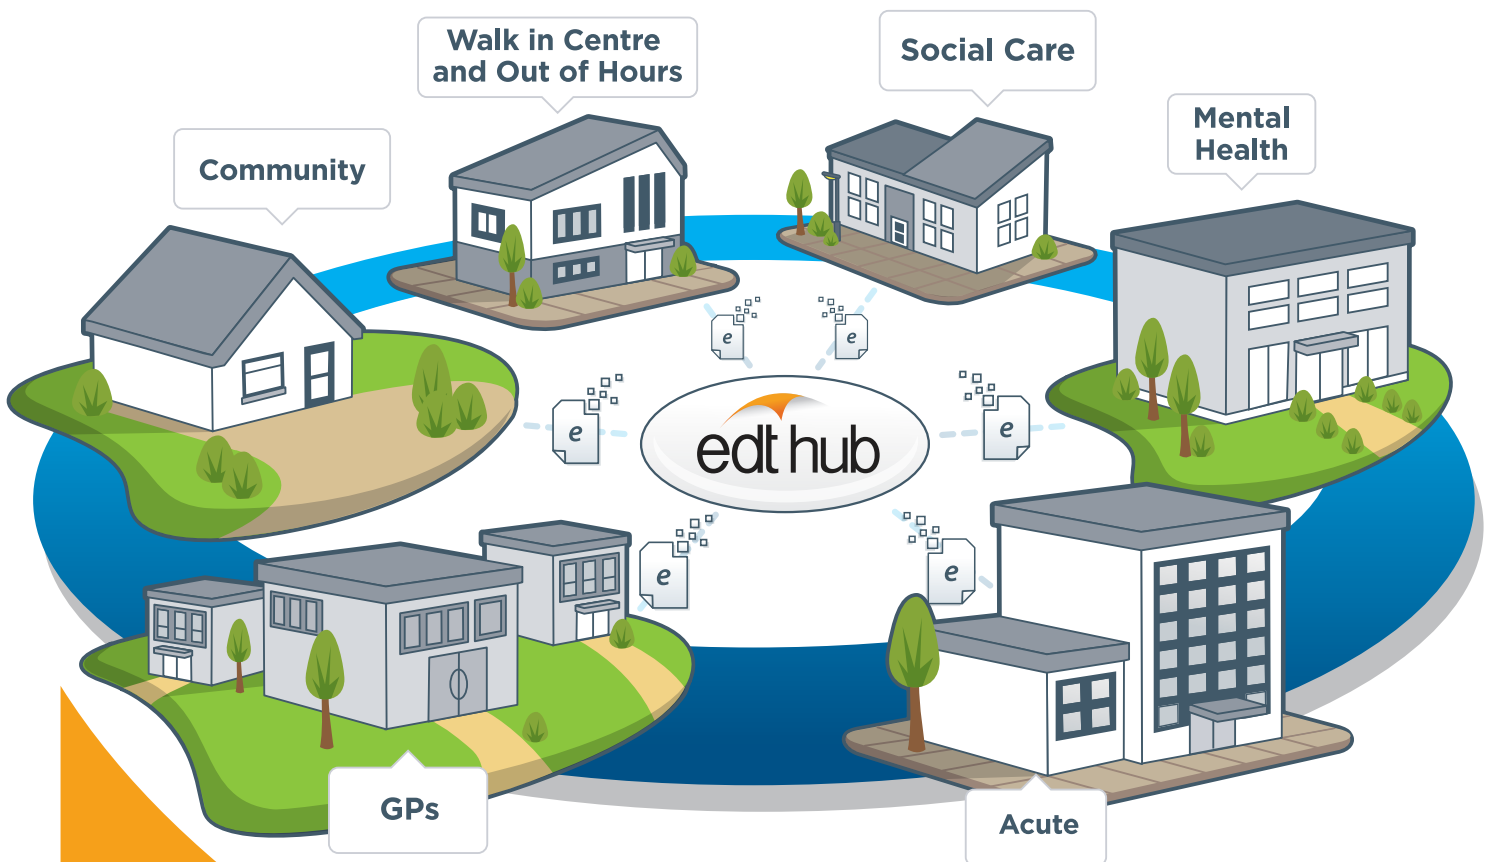 Walk in Centre
and Out of Hours
Social Care
Mental
Health
Community
e
e
e
e
edt hub
e
e
GPs
Acute